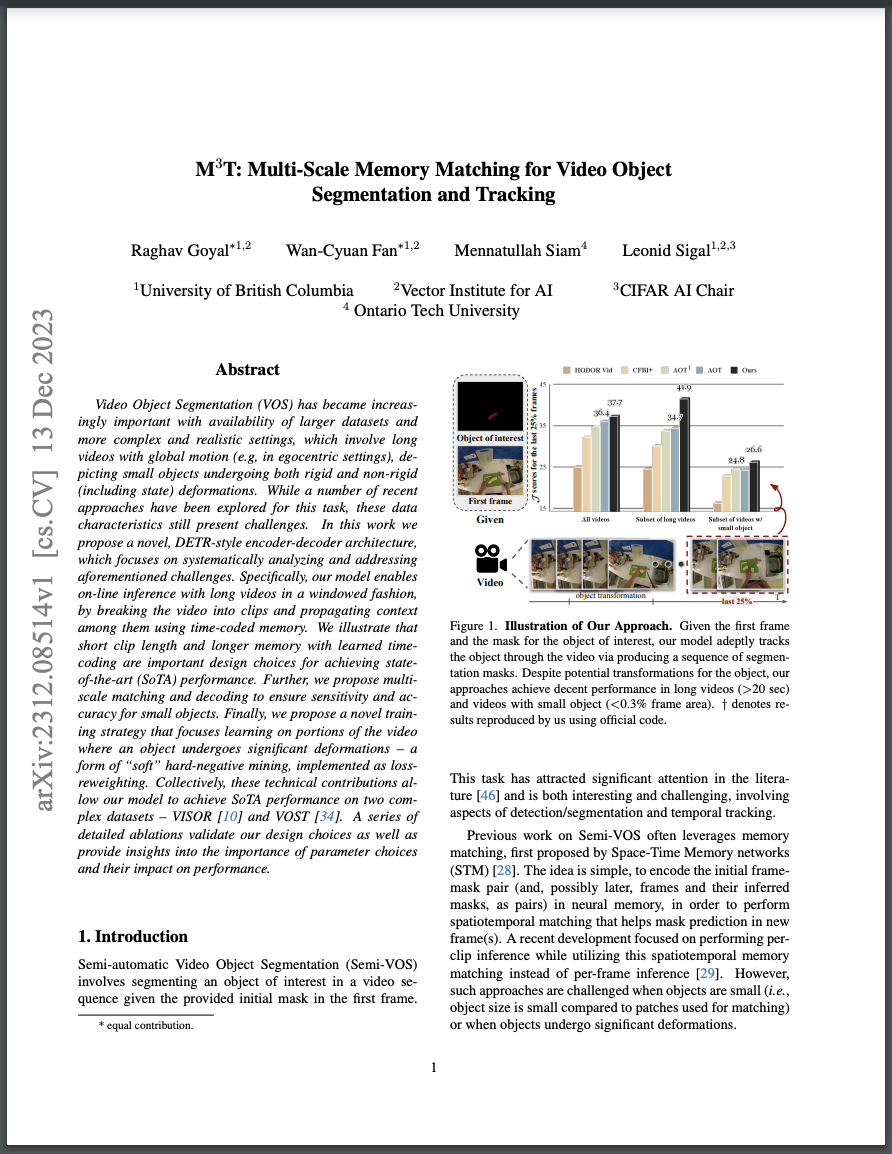 M³T: Multi-Scale Memory Matching for Video Object
Segmentation and Tracking
Raghav Goyal*1,2 Wan-Cyuan Fan*1,2 Mennatullah Siam4 Leonid Sigal1,2,3
1University of British Columbia 2Vector Institute for AI 3CIFAR AI Chair
4 Ontario Tech University
arXiv:2312.08514v1 [cs.CV] 13 Dec 2023
Abstract
Video Object Segmentation (VOS) has became increas-
ingly important with availability of larger datasets and
more complex and realistic settings, which involve long
videos with global motion (e.g, in egocentric settings), de-
picting small objects undergoing both rigid and non-rigid
(including state) deformations. While a number of recent
approaches have been explored for this task, these data
characteristics still present challenges. In this work we
propose a novel, DETR-style encoder-decoder architecture,
which focuses on systematically analyzing and addressing
aforementioned challenges. Specifically, our model enables
on-line inference with long videos in a windowed fashion,
by breaking the video into clips and propagating context
among them using time-coded memory. We illustrate that
short clip length and longer memory with learned time-
coding are important design choices for achieving state-
of-the-art (SoTA) performance. Further, we propose multi-
scale matching and decoding to ensure sensitivity and ac-
curacy for small objects. Finally, we propose a novel train-
ing strategy that focuses learning on portions of the video
where an object undergoes significant deformations – a
form of “soft” hard-negative mining, implemented as loss-
reweighting. Collectively, these technical contributions al-
low our model to achieve SoTA performance on two com-
plex datasets – VISOR [10] and VOST [34]. A series of
detailed ablations validate our design choices as well as
provide insights into the importance of parameter choices
and their impact on performance.
1. Introduction
Semi-automatic Video Object Segmentation (Semi-VOS)
involves segmenting an object of interest in a video se-
quence given the provided initial mask in the first frame.
* equal contribution.
HODOR Vid CFBI+ AOT† AOT Ours
Object of interest
First frame
Given
J scores for the last 25% frames
45
35
25
15
36.4 37.7
34.7 41.9
24.8 26.6
All videos Subset of long videos Subset of videos w/
small object
Video
object transformation
last 25%
T
Figure 1. Illustration of Our Approach. Given the first frame
and the mask for the object of interest, our model adeptly tracks
the object through the video via producing a sequence of segmen-
tation masks. Despite potential transformations for the object, our
approaches achieve decent performance in long videos (>20 sec)
and videos with small object (<0.3% frame area). † denotes re-
sults reproduced by us using official code.
This task has attracted significant attention in the litera-
ture [46] and is both interesting and challenging, involving
aspects of detection/segmentation and temporal tracking.
Previous work on Semi-VOS often leverages memory
matching, first proposed by Space-Time Memory networks
(STM) [28]. The idea is simple, to encode the initial frame-
mask pair (and, possibly later, frames and their inferred
masks, as pairs) in neural memory, in order to perform
spatiotemporal matching that helps mask prediction in new
frame(s). A recent development focused on performing per-
clip inference while utilizing this spatiotemporal memory
matching instead of per-frame inference [29]. However,
such approaches are challenged when objects are small (i.e.,
object size is small compared to patches used for matching)
or when objects undergo significant deformations.
1